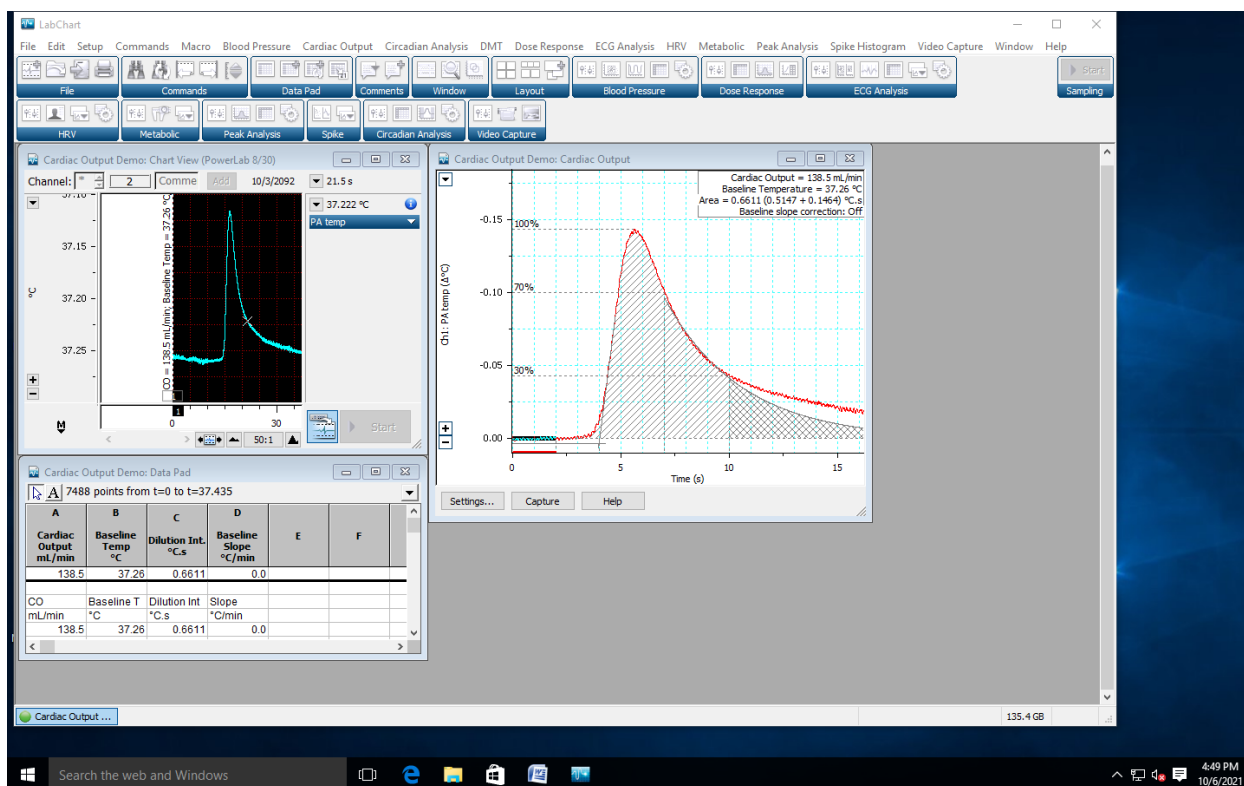 LabChart
File Edit Setup Commands Macro Blood Pressure Cardiac Output Circadian Analysis DMT Dose Response ECG Analysis HRV Metabolic Peak Analysis Spike Histogram Video Capture Window Help
Start
File Commands Data Pad Comments Window Layout Blood Pressure Dose Response ECG Analysis Sampling
HRV Metabolic Peak Analysis Spike Circadian Analysis Video Capture
Cardiac Output Demo: Chart View (PowerLab 8/30)
Channel: 2 Comme Add 10/3/2092 21.5 s
37.10
37.222 °C
PA temp
37.15
37.20
37.25
°C
CO = 138.5 mL/min; Baseline Temp = 37.26 °C
1
1
M
0 30
50:1
Start
Cardiac Output Demo: Cardiac Output
Cardiac Output = 138.5 mL/min
Baseline Temperature = 37.26 °C
Area = 0.6611 (0.5147 + 0.1464) °C.s
Baseline slope correction: Off
Ch1: PA temp (Δ°C)
-0.15
100%
-0.10
70%
-0.05
30%
0.00
0 5 10 15
Time (s)
Settings... Capture Help
Cardiac Output Demo: Data Pad
A 7488 points from t=0 to t=37.435
A B C D E F
Cardiac Output mL/min Baseline Temp °C Dilution Int. °C.s Baseline Slope °C/min
138.5 37.26 0.6611 0.0
CO Baseline T Dilution Int Slope
mL/min °C °C.s °C/min
138.5 37.26 0.6611 0.0
Cardiac Output ...
135.4 GB
Search the web and Windows
4:49 PM
10/6/2021